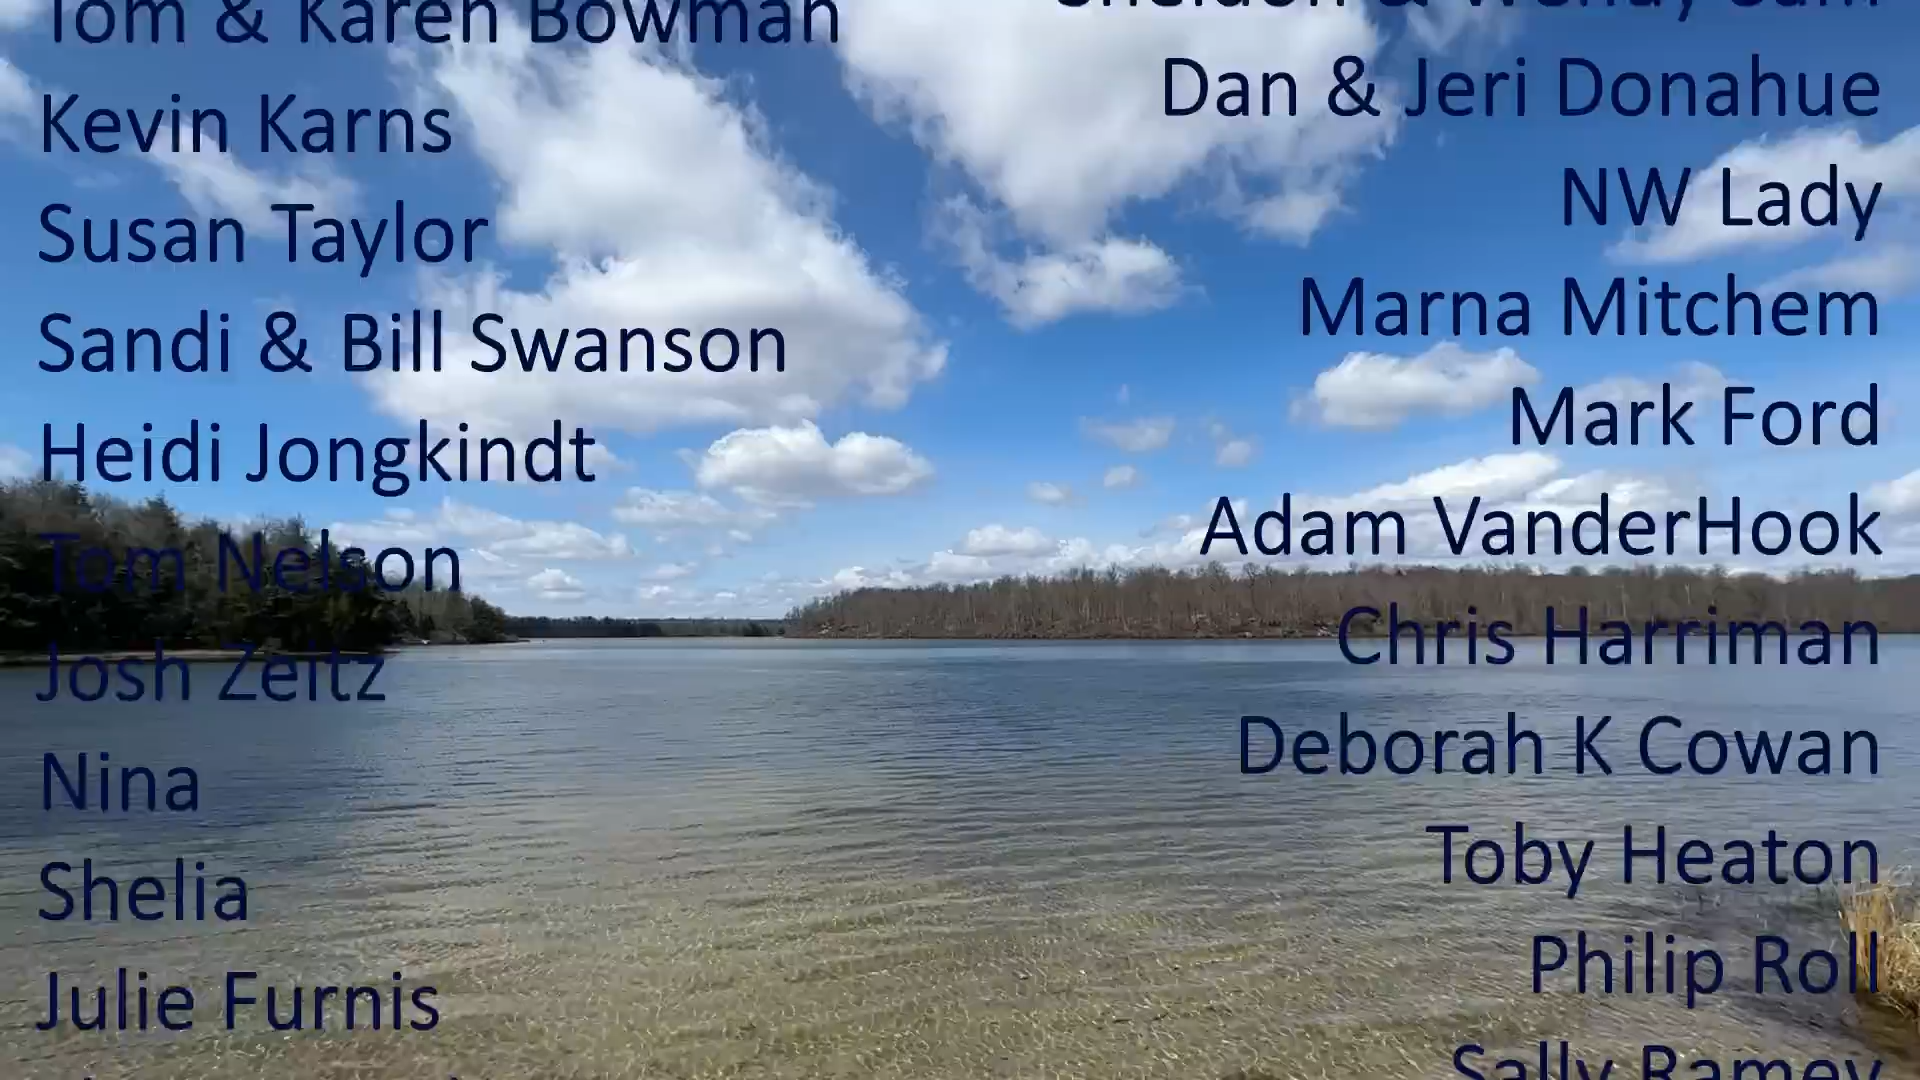 Tom & Karen Bowman
Kevin Karns
Susan Taylor
Sandi & Bill Swanson
Heidi Jongkindt
Tom Nelson
Josh Zeitz
Nina
Shelia
Julie Furnis
Sheldon & Wendy
Dan & Jeri Donahue
NW Lady
Marna Mitchem
Mark Ford
Adam VanderHook
Chris Harriman
Deborah K Cowan
Toby Heaton
Philip Roll
Sally Ramey